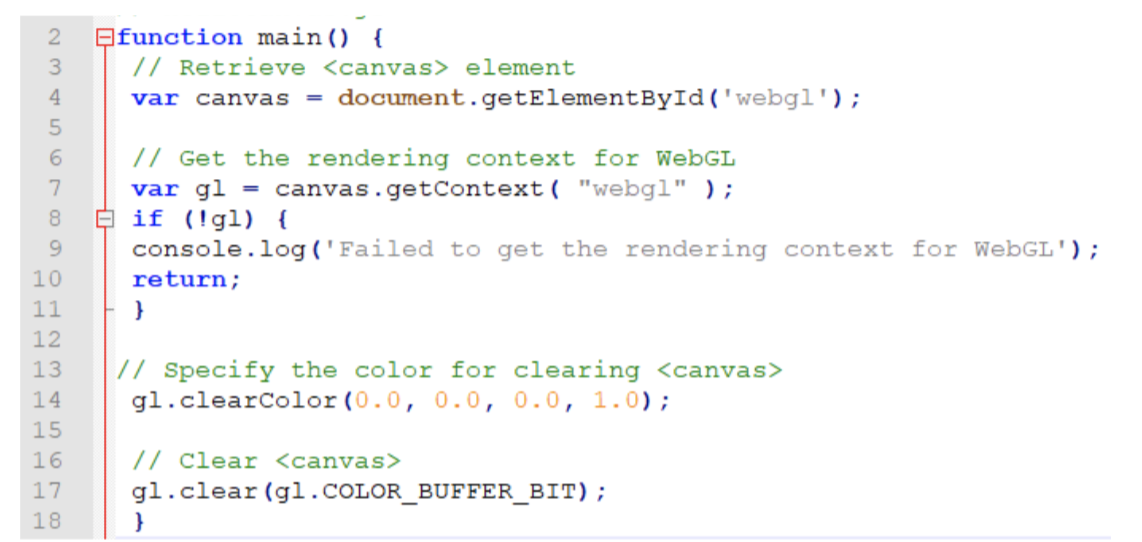 2 function main() {
3 // Retrieve <canvas> element
4 var canvas = document.getElementById('webgl');
5
6 // Get the rendering context for WebGL
7 var gl = canvas.getContext( "webgl" );
8 if (!gl) {
9 console.log('Failed to get the rendering context for WebGL');
10 return;
11 }
12
13 // Specify the color for clearing <canvas>
14 gl.clearColor(0.0, 0.0, 0.0, 1.0);
15
16 // Clear <canvas>
17 gl.clear(gl.COLOR_BUFFER_BIT);
18 }